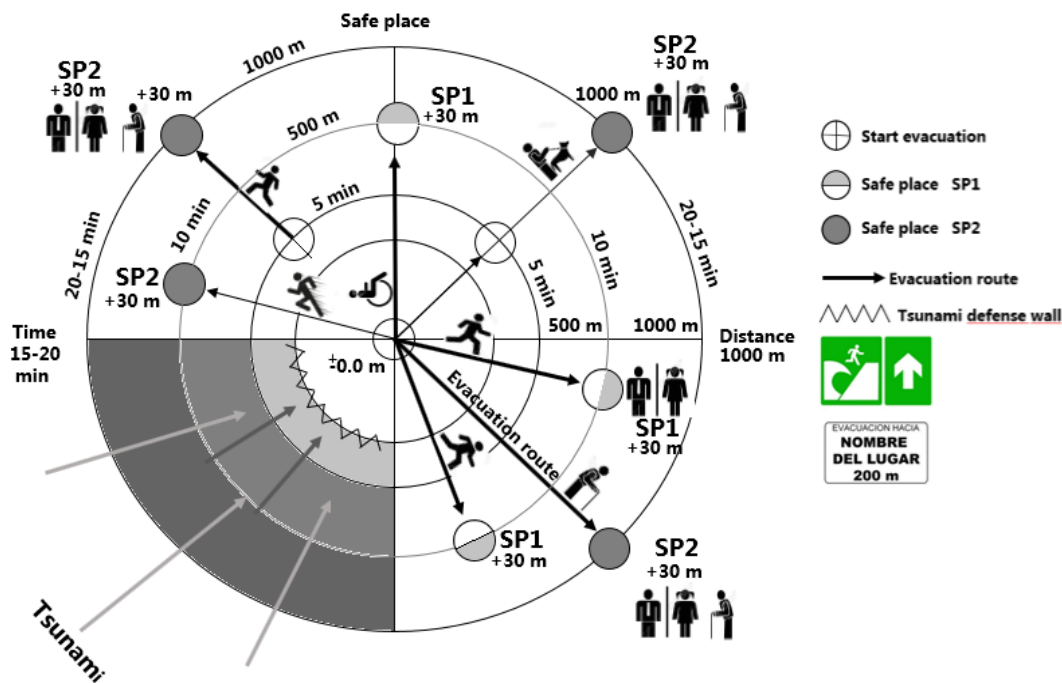 Safe place
1000 m
SP2
+30 m
+30 m
500 m
SP1
+30 m
SP2
+30 m
1000 m
5 min
10 min
20-15 min
SP2
+30 m
10 min
5 min
20-15 min
Time
15-20
min
500 m
1000 m
Distance
1000 m
+
-0.0 m
Evacuation route
SP1
+30 m
SP1
+30 m
SP2
+30 m
Tsunami
Start evacuation
Safe place SP1
Safe place SP2
Evacuation route
Tsunami defense wall
EVACUACION HACIA
NOMBRE
DEL LUGAR
200 m